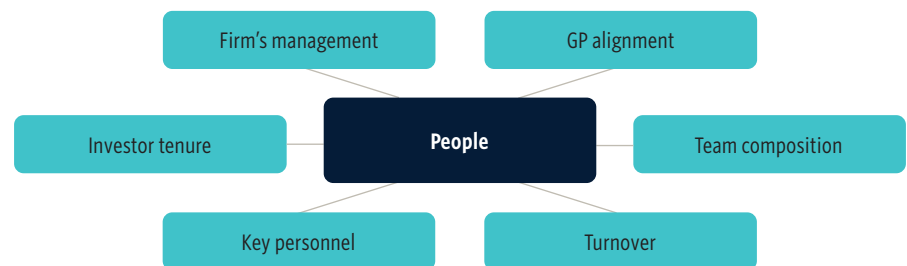 Firm’s management
GP alignment
Investor tenure
People
Team composition
Key personnel
Turnover